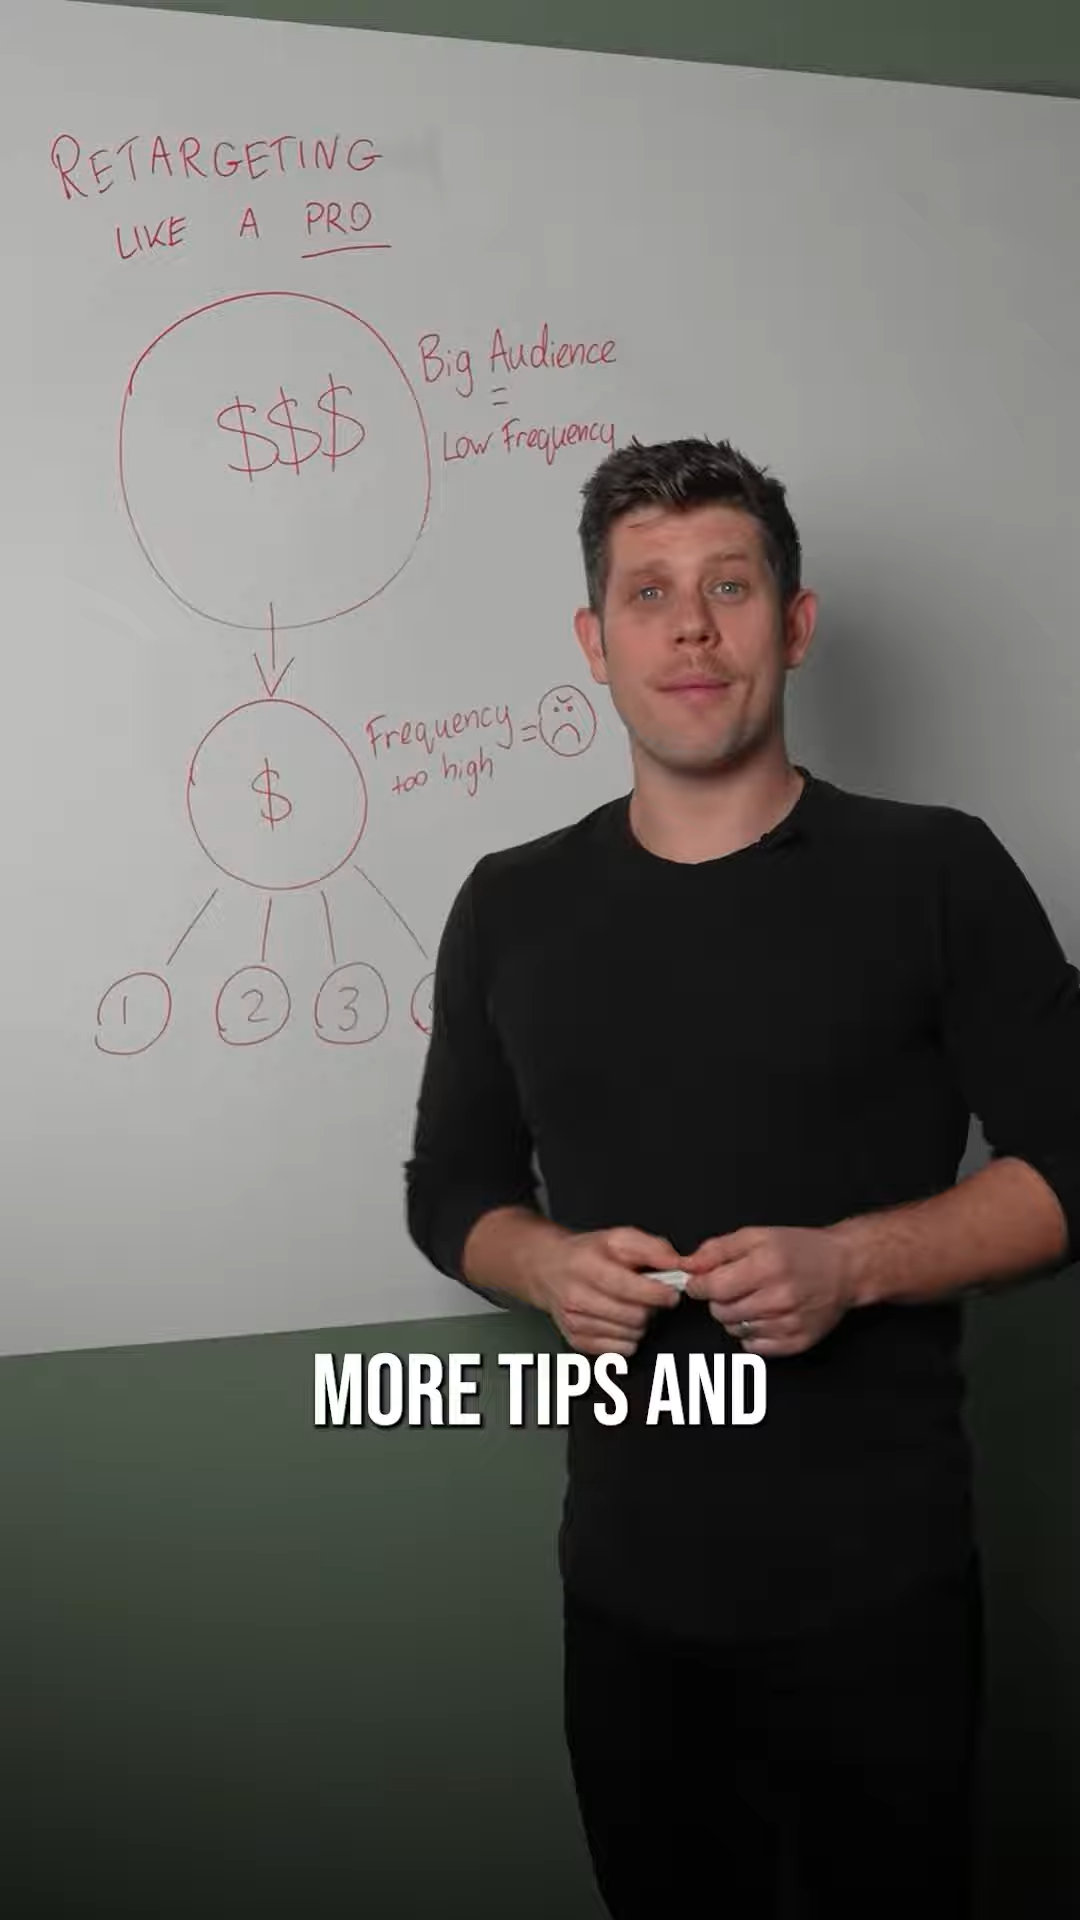 RETARGETING
LIKE A PRO
$$$
Big Audience
=
Low Frequency
$
Frequency =
too high
1 2 3
MORE TIPS AND